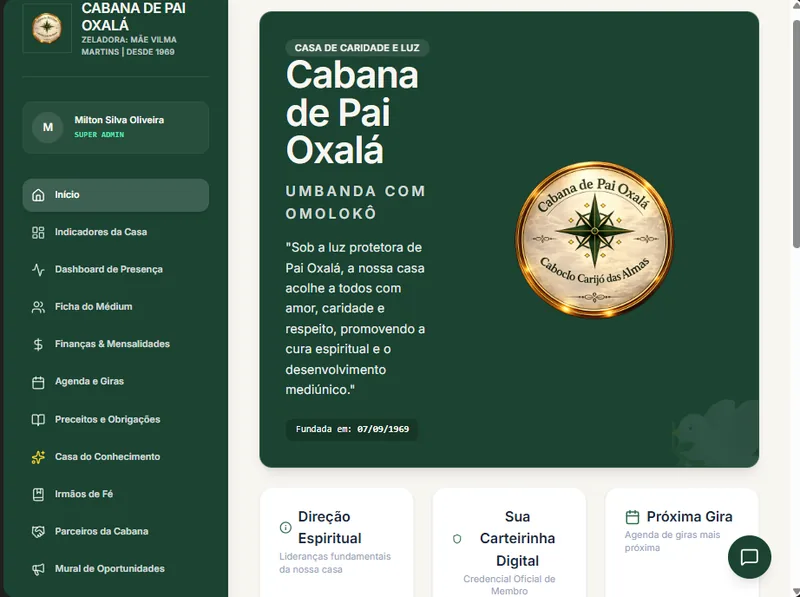 CABANA DE PAI
OXALÁ
ZELADORA: MÃE VILMA
MARTINS | DESDE 1969
M
Milton Silva Oliveira
SUPER ADMIN
Início
Indicadores da Casa
Dashboard de Presença
Ficha do Médium
Finanças & Mensalidades
Agenda e Giras
Preceitos e Obrigações
Casa do Conhecimento
Irmãos de Fé
Parceiros da Cabana
Mural de Oportunidades
CASA DE CARIDADE E LUZ
Cabana
de Pai
Oxalá
UMBANDA COM
OMOLOKÔ
"Sob a luz protetora de
Pai Oxalá, a nossa casa
acolhe a todos com
amor, caridade e
respeito, promovendo a
cura espiritual e o
desenvolvimento
mediúnico."
Fundada em: 07/09/1969
Cabana de Pai Oxalá
Caboclo Carijó das Almas
Direção
Espiritual
Lideranças fundamentais
da nossa casa
Sua
Carteirinha
Digital
Credencial Oficial de
Membro
Próxima Gira
Agenda de giras mais
próxima